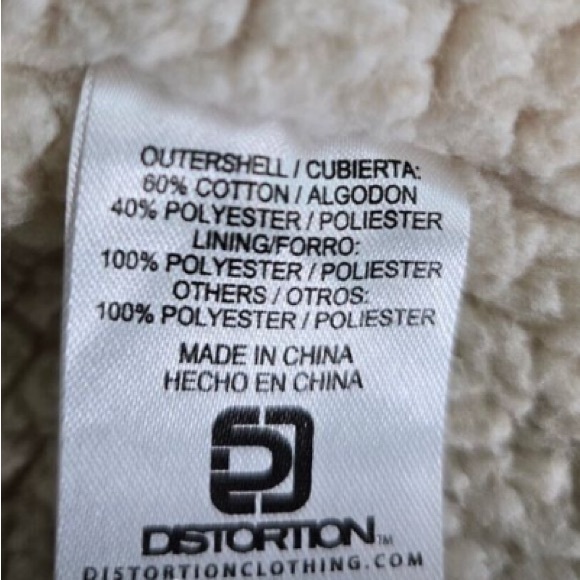 OUTERSHELL / CUBIERTA:
60% COTTON / ALGODON
40% POLYESTER / POLIESTER
LINING/FORRO:
100% POLYESTER / POLIESTER
OTHERS / OTROS:
100% POLYESTER / POLIESTER
MADE IN CHINA
HECHO EN CHINA
DISTORTION™
DISTORTIONCLOTHING.COM